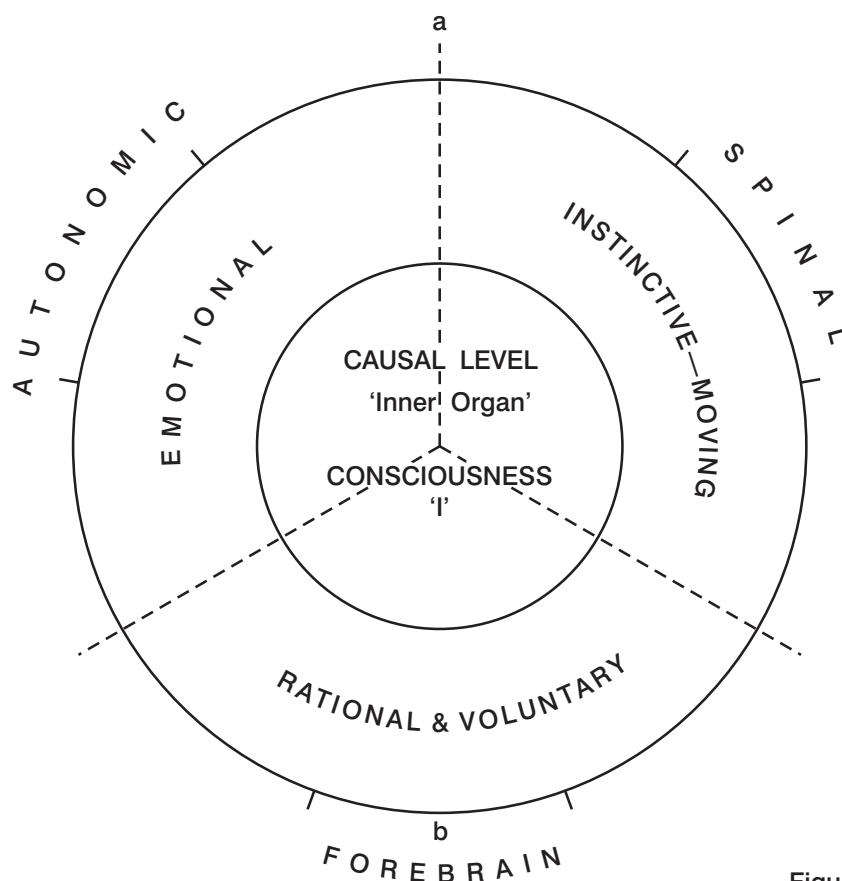 a
AUTONOMIC
SPINAL
EMOTIONAL
INSTINCTIVE—MOVING
CAUSAL LEVEL
‘Inner Organ’
CONSCIOUSNESS
‘I’
RATIONAL & VOLUNTARY
b
FOREBRAIN